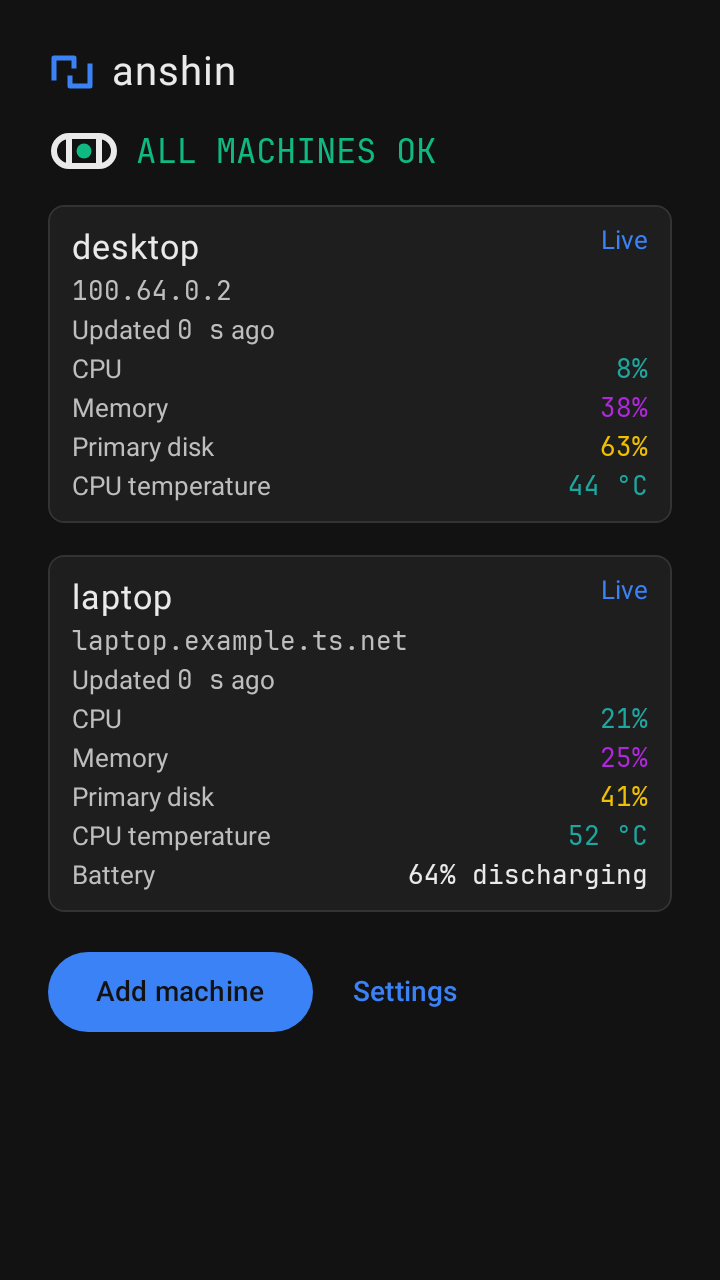 anshin
ALL MACHINES OK
desktop Live
100.64.0.2
Updated 0 s ago
CPU 8%
Memory 38%
Primary disk 63%
CPU temperature 44 °C
laptop Live
laptop.example.ts.net
Updated 0 s ago
CPU 21%
Memory 25%
Primary disk 41%
CPU temperature 52 °C
Battery 64% discharging
Add machine Settings